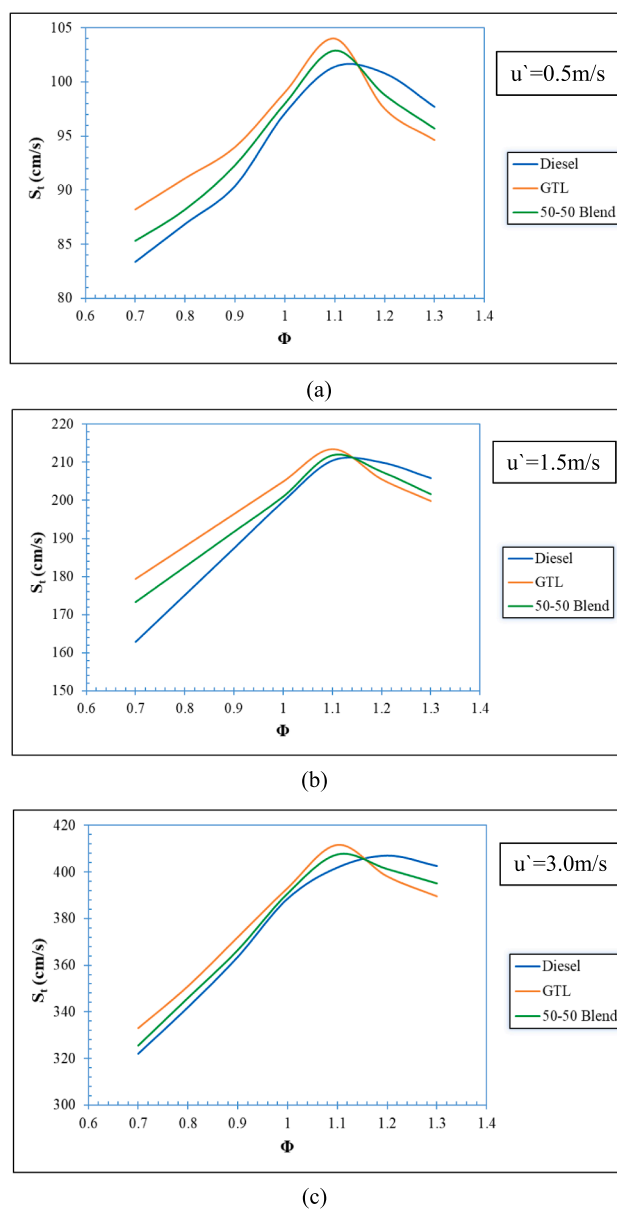 105
100
95
90
85
80
0.6 0.7 0.8 0.9 1 1.1 1.2 1.3 1.4
S_t (cm/s)
Φ
u`=0.5m/s
Diesel
GTL
50-50 Blend
(a)
220
210
200
190
180
170
160
150
0.6 0.7 0.8 0.9 1 1.1 1.2 1.3 1.4
S_t (cm/s)
Φ
u`=1.5m/s
Diesel
GTL
50-50 Blend
(b)
420
400
380
360
340
320
300
0.6 0.7 0.8 0.9 1 1.1 1.2 1.3 1.4
S_t (cm/s)
Φ
u`=3.0m/s
Diesel
GTL
50-50 Blend
(c)